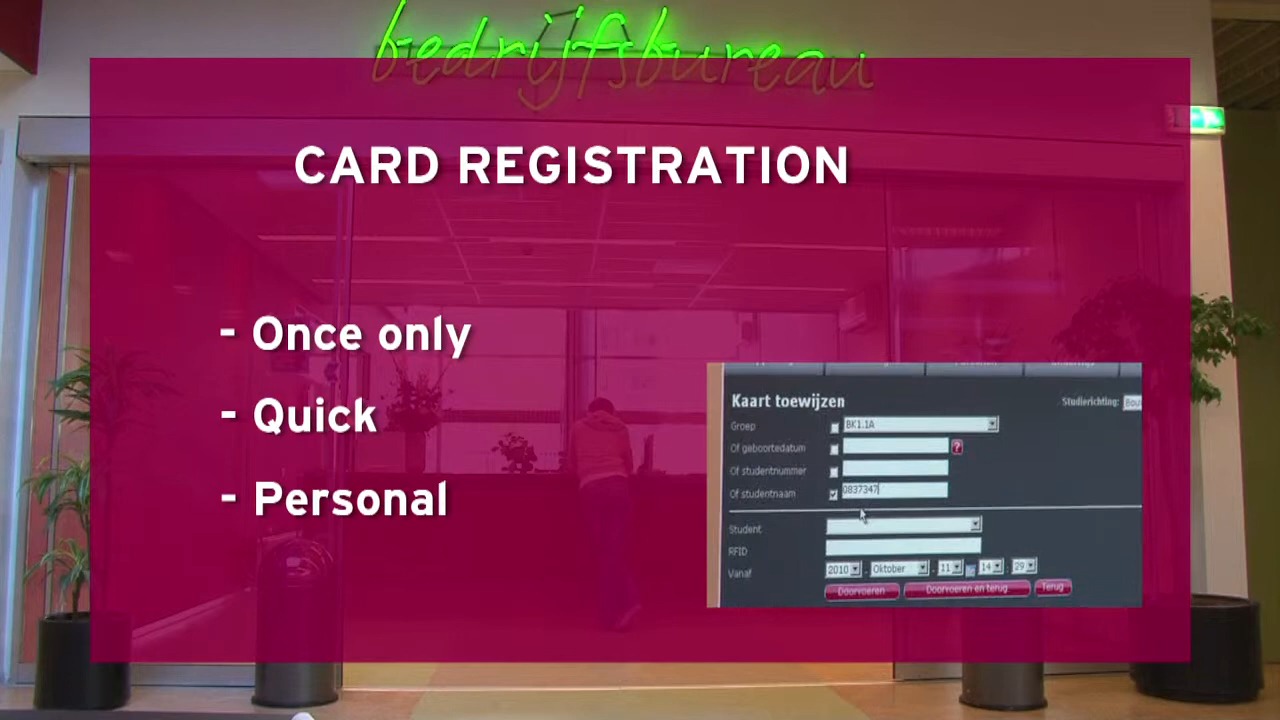 bedrijfsbureau
CARD REGISTRATION
- Once only
- Quick
- Personal
Kaart toewijzen
Studierichting:
Groep BK1.1A
Of geboortedatum ?
Of studentnummer
Of studentnaam 0837347
Student
RFID
Vanaf 2010 - Oktober - 11 14 29
Doorvoeren Doorvoeren en terug Terug